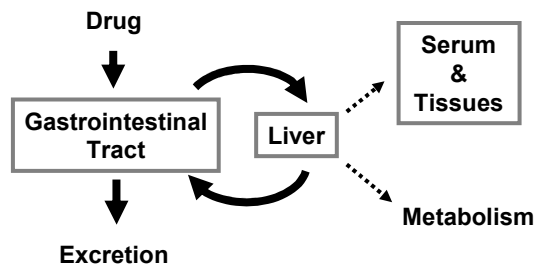 Drug
Serum
&
Tissues
Gastrointestinal
Tract
Liver
Metabolism
Excretion